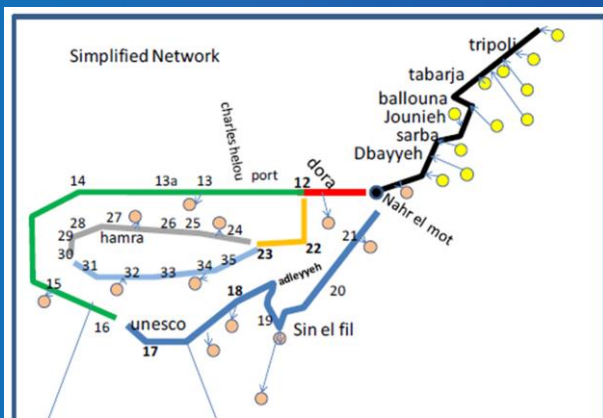 Simplified Network
tripoli
tabarja
ballouna
Jounieh
sarba
Dbayyeh
charles helou
port
dora
Nahr el mot
14
13a
13
12
28
27
26
25
24
29
hamra
30
23
22
21
31
32
33
34
35
adleyyeh
15
18
20
16
unesco
19
Sin el fil
17